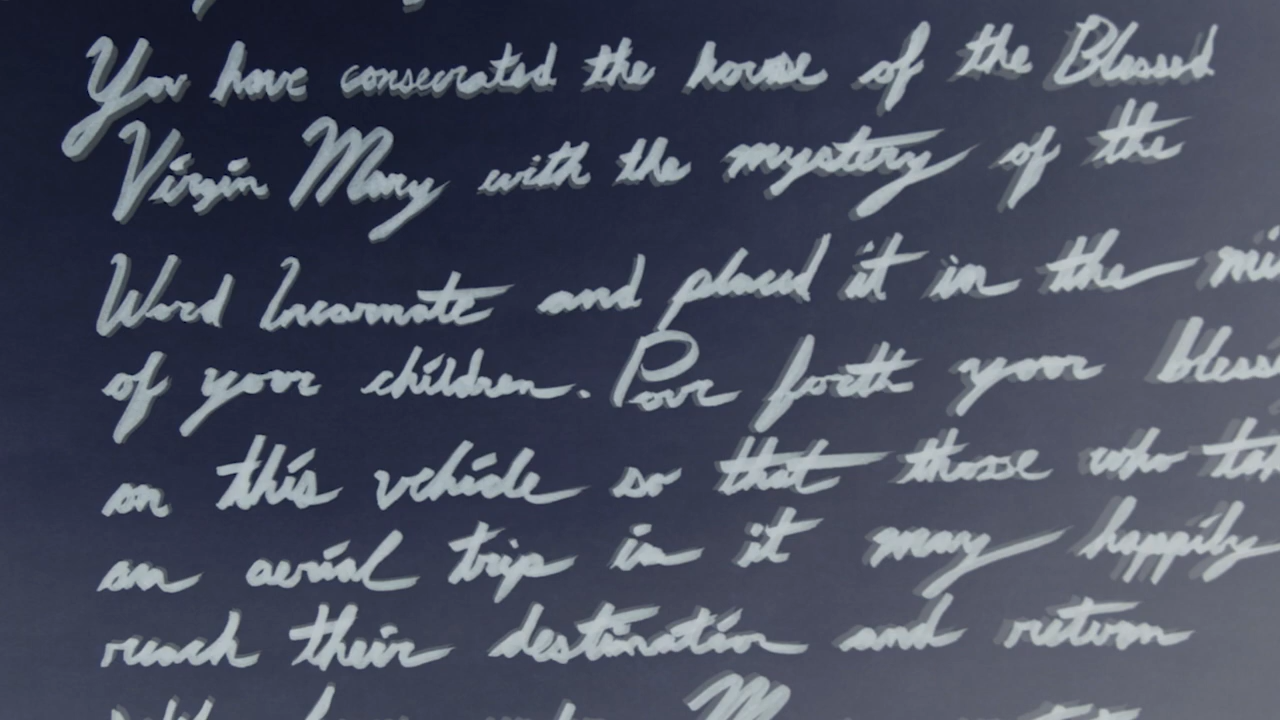 You have consecrated the house of the Blessed
Virgin Mary with the mystery of the
Word Incarnate and placed it in the
of your children. Pour forth your
on this vehicle so that those who
an aerial trip in it may happily
reach their destination and return